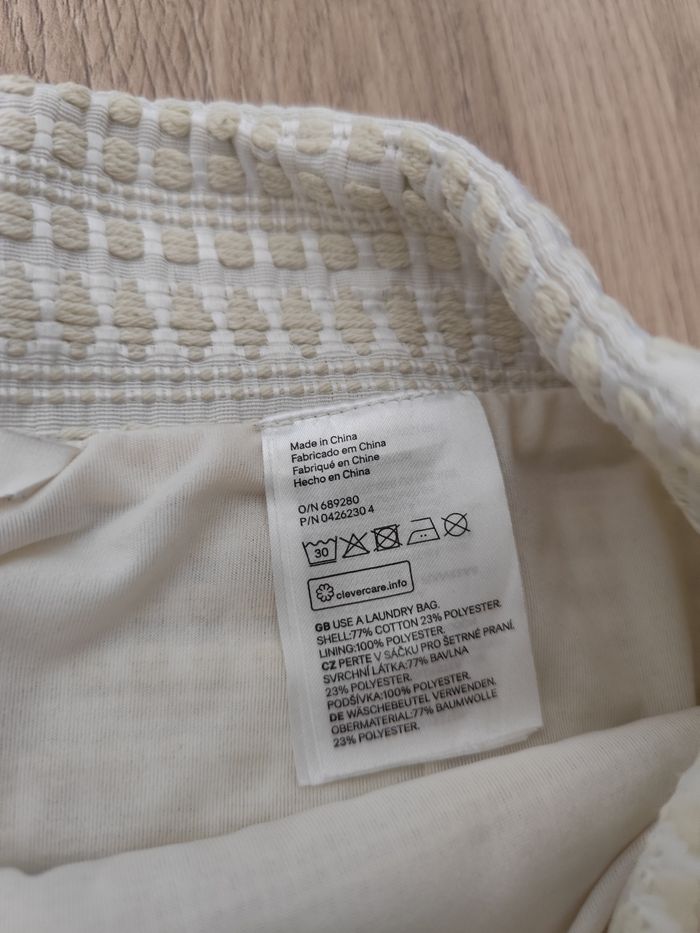 Made in China
Fabricado em China
Fabriqué en Chine
Hecho en China
O/N 689280
P/N 0426230 4
30
clevercare.info
GB USE A LAUNDRY BAG.
SHELL:77% COTTON 23% POLYESTER.
LINING:100% POLYESTER.
CZ PERTE V SÁČKU PRO ŠETRNÉ PRANÍ.
SVRCHNÍ LÁTKA:77% BAVLNA
23% POLYESTER.
PODŠÍVKA:100% POLYESTER.
DE WÄSCHEBEUTEL VERWENDEN.
OBERMATERIAL:77% BAUMWOLLE
23% POLYESTER.